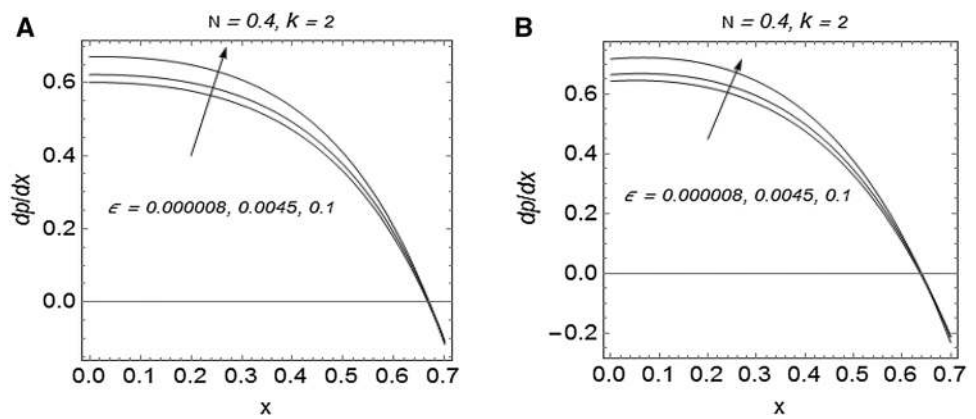 A
N = 0.4, k = 2
dp/dx
0.6
0.4
0.2
0.0
ϵ = 0.000008, 0.0045, 0.1
0.0 0.1 0.2 0.3 0.4 0.5 0.6 0.7
x
B
N = 0.4, k = 2
dp/dx
0.6
0.4
0.2
0.0
−0.2
ϵ = 0.000008, 0.0045, 0.1
0.0 0.1 0.2 0.3 0.4 0.5 0.6 0.7
x